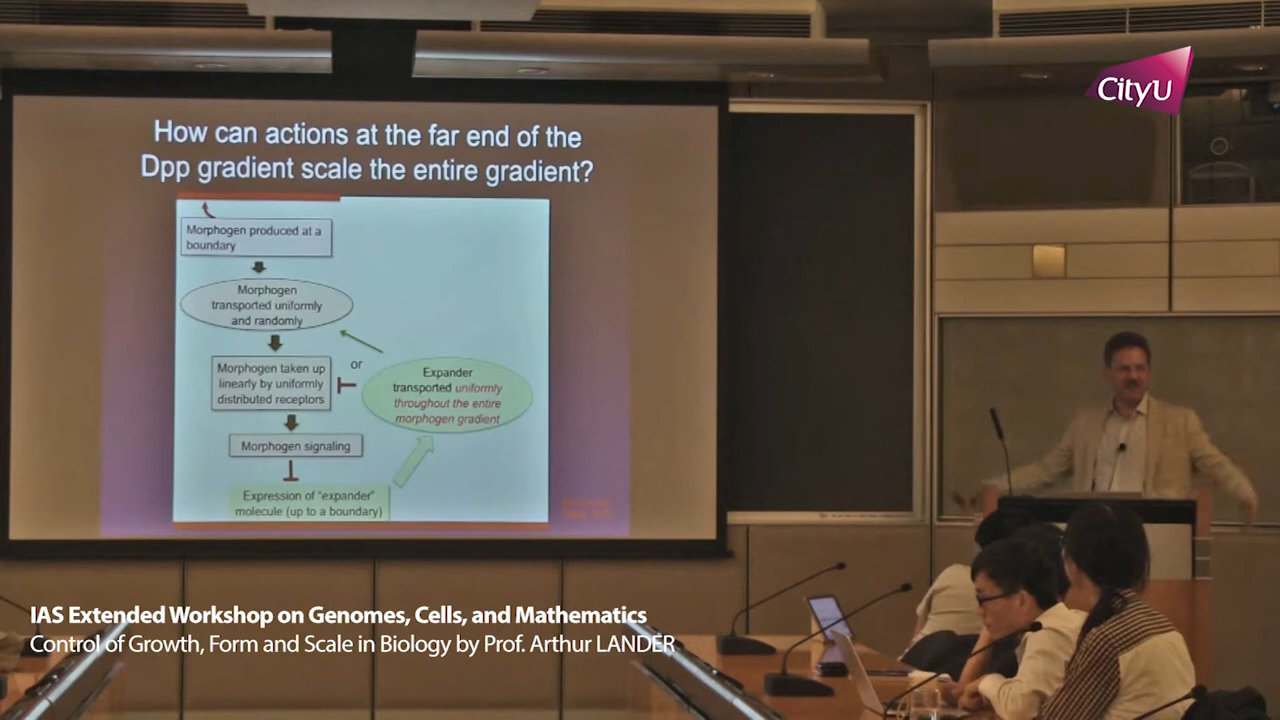 CityU
How can actions at the far end of the
Dpp gradient scale the entire gradient?
Morphogen produced at a
boundary
Morphogen
transported uniformly
and randomly
Morphogen taken up
linearly by uniformly
distributed receptors
or
Expander
transported uniformly
throughout the entire
morphogen gradient
Morphogen signaling
Expression of "expander"
molecule (up to a boundary)
IAS Extended Workshop on Genomes, Cells, and Mathematics
Control of Growth, Form and Scale in Biology by Prof. Arthur LANDER